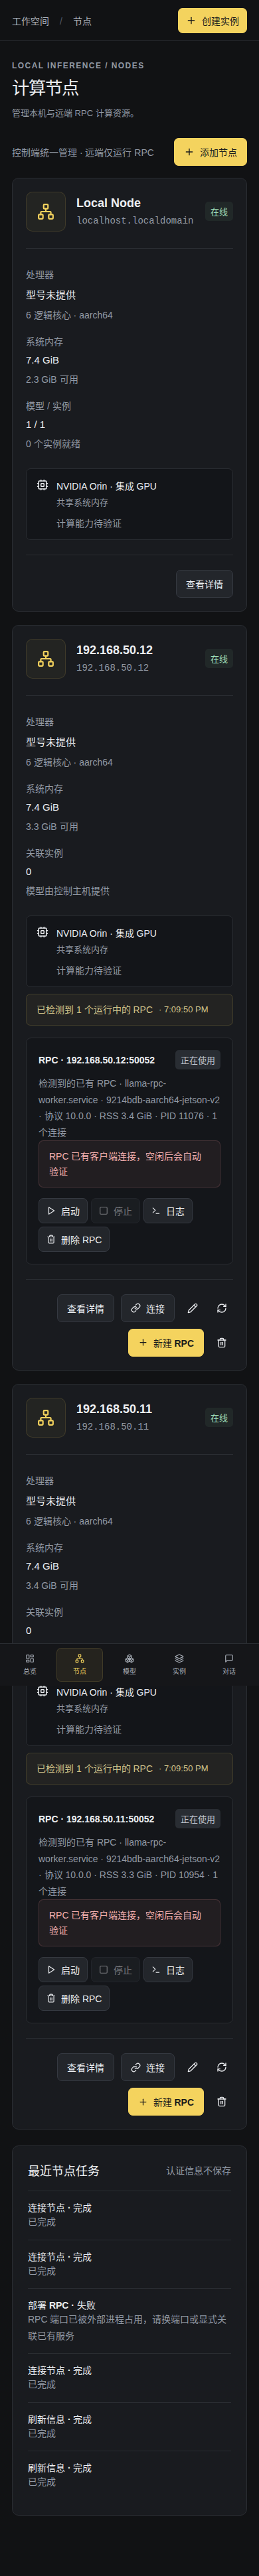 工作空间 / 节点
创建实例
LOCAL INFERENCE / NODES
计算节点
管理本机与远端 RPC 计算资源。
控制端统一管理 · 远端仅运行 RPC
添加节点
Local Node
localhost.localdomain
在线
处理器
型号未提供
6 逻辑核心 · aarch64
系统内存
7.4 GiB
2.3 GiB 可用
模型 / 实例
1 / 1
0 个实例就绪
NVIDIA Orin · 集成 GPU
共享系统内存
计算能力待验证
查看详情
192.168.50.12
192.168.50.12
在线
处理器
型号未提供
6 逻辑核心 · aarch64
系统内存
7.4 GiB
3.3 GiB 可用
关联实例
0
模型由控制主机提供
NVIDIA Orin · 集成 GPU
共享系统内存
计算能力待验证
已检测到 1 个运行中的 RPC · 7:09:50 PM
RPC · 192.168.50.12:50052
正在使用
检测到的已有 RPC · llama-rpc-
worker.service · 9214bdb-aarch64-jetson-v2
· 协议 10.0.0 · RSS 3.4 GiB · PID 11076 · 1
个连接
RPC 已有客户端连接，空闲后会自动
验证
启动 停止 日志
删除 RPC
查看详情 连接
新建 RPC
192.168.50.11
192.168.50.11
在线
处理器
型号未提供
6 逻辑核心 · aarch64
系统内存
7.4 GiB
3.4 GiB 可用
关联实例
0
总览 节点 模型 实例 对话
NVIDIA Orin · 集成 GPU
共享系统内存
计算能力待验证
已检测到 1 个运行中的 RPC · 7:09:50 PM
RPC · 192.168.50.11:50052
正在使用
检测到的已有 RPC · llama-rpc-
worker.service · 9214bdb-aarch64-jetson-v2
· 协议 10.0.0 · RSS 3.3 GiB · PID 10954 · 1
个连接
RPC 已有客户端连接，空闲后会自动
验证
启动 停止 日志
删除 RPC
查看详情 连接
新建 RPC
最近节点任务
认证信息不保存
连接节点 · 完成
已完成
连接节点 · 完成
已完成
部署 RPC · 失败
RPC 端口已被外部进程占用，请换端口或显式关
联已有服务
连接节点 · 完成
已完成
刷新信息 · 完成
已完成
刷新信息 · 完成
已完成